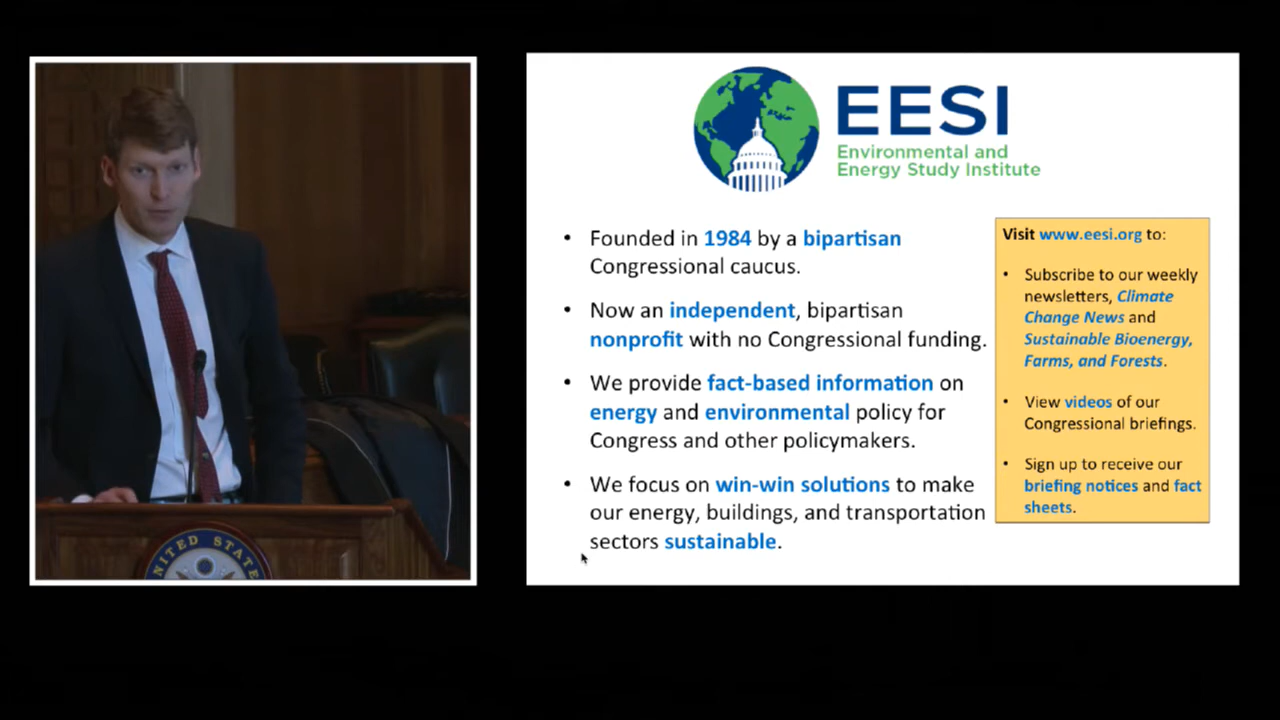 UNITED STATES
EESI
Environmental and
Energy Study Institute
• Founded in 1984 by a bipartisan
Congressional caucus.
• Now an independent, bipartisan
nonprofit with no Congressional funding.
• We provide fact-based information on
energy and environmental policy for
Congress and other policymakers.
• We focus on win-win solutions to make
our energy, buildings, and transportation
sectors sustainable.
Visit www.eesi.org to:
• Subscribe to our weekly
newsletters, Climate
Change News and
Sustainable Bioenergy,
Farms, and Forests.
• View videos of our
Congressional briefings.
• Sign up to receive our
briefing notices and fact
sheets.